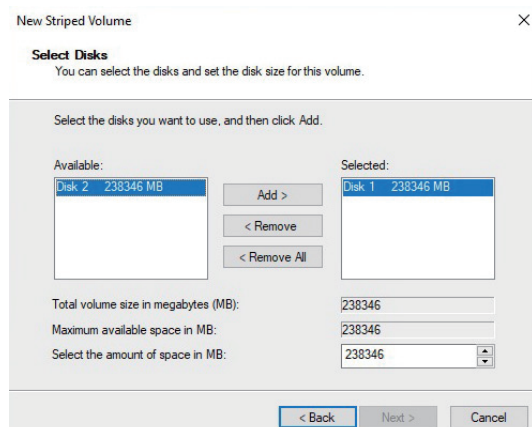 New Striped Volume
Select Disks
You can select the disks and set the disk size for this volume.
Select the disks you want to use, and then click Add.
Available:
Selected:
Disk 2 238346 MB
Add >
Disk 1 238346 MB
< Remove
< Remove All
Total volume size in megabytes (MB): 238346
Maximum available space in MB: 238346
Select the amount of space in MB: 238346
< Back Next > Cancel